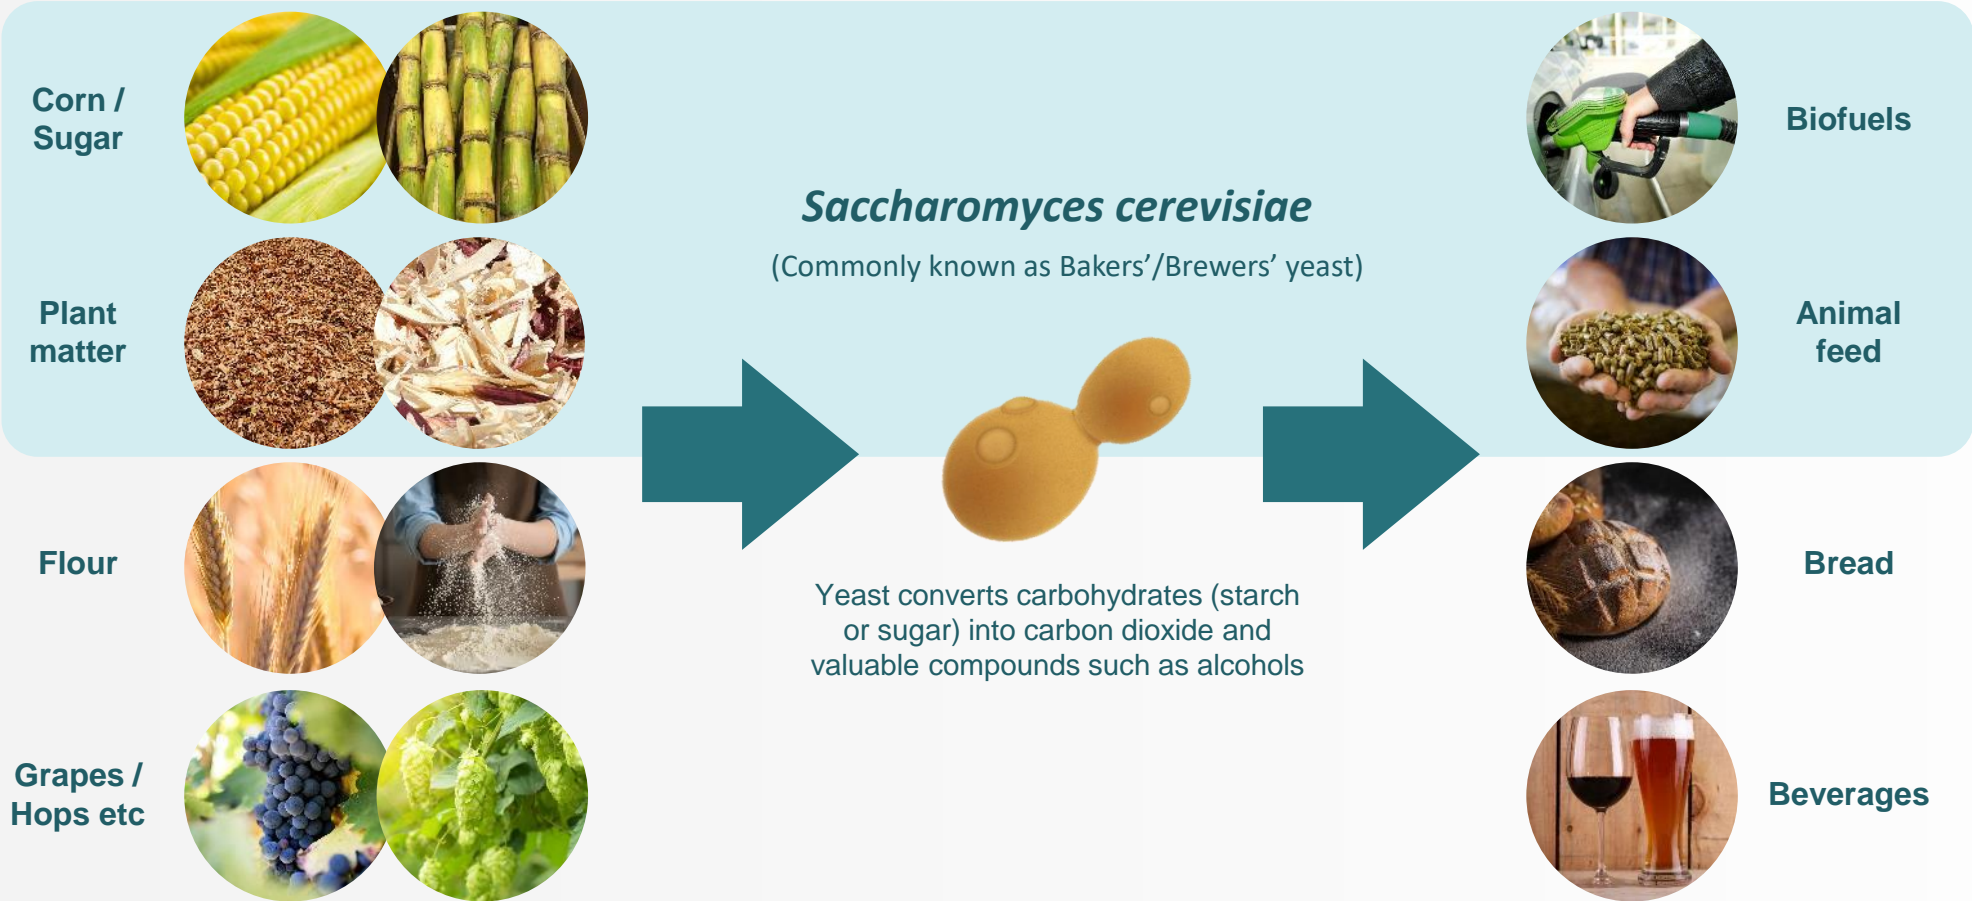 Corn /
Sugar
Plant
matter
Flour
Grapes /
Hops etc
Saccharomyces cerevisiae
(Commonly known as Bakers’/Brewers’ yeast)
Yeast converts carbohydrates (starch
or sugar) into carbon dioxide and
valuable compounds such as alcohols
Biofuels
Animal
feed
Bread
Beverages